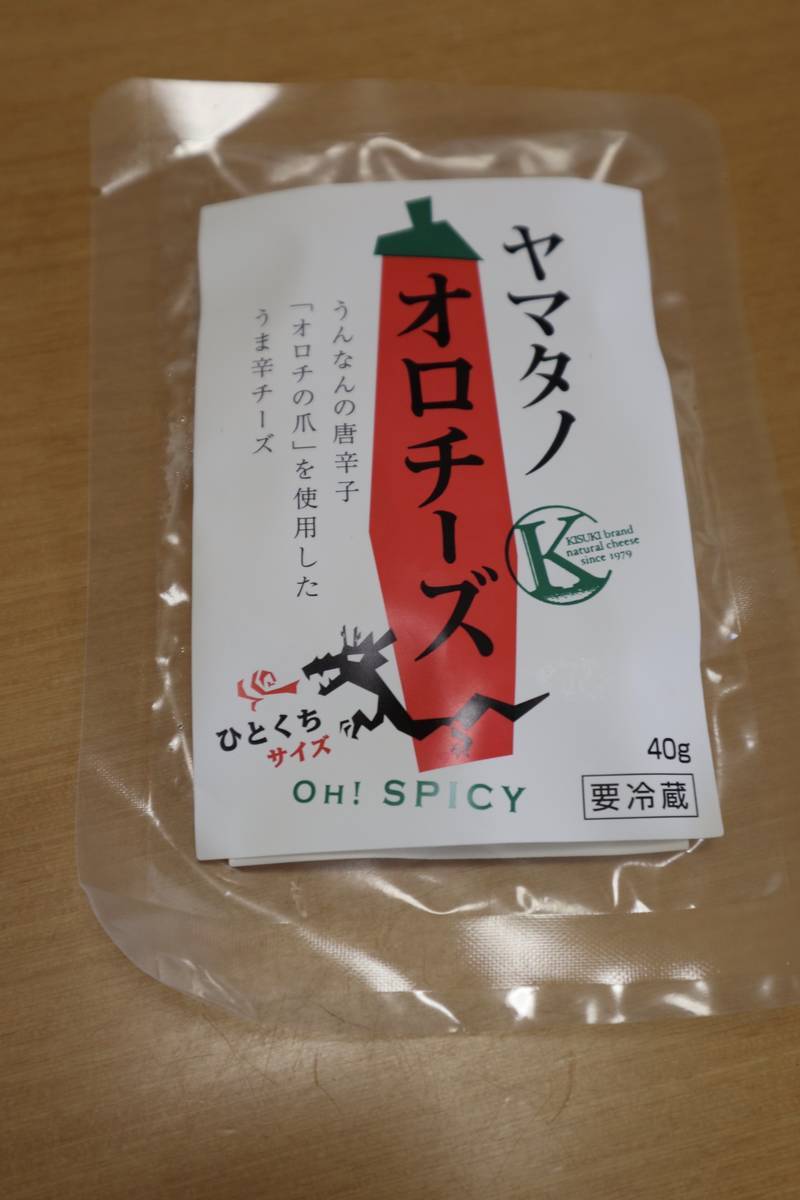 ヤマタノ
オロチーズ
うんなんの唐辛子
「オロチの爪」を使用した
うま辛チーズ
K
KISUKI brand
natural cheese
since 1979
ひとくち
サイズ
OH! SPICY
40g
要冷蔵